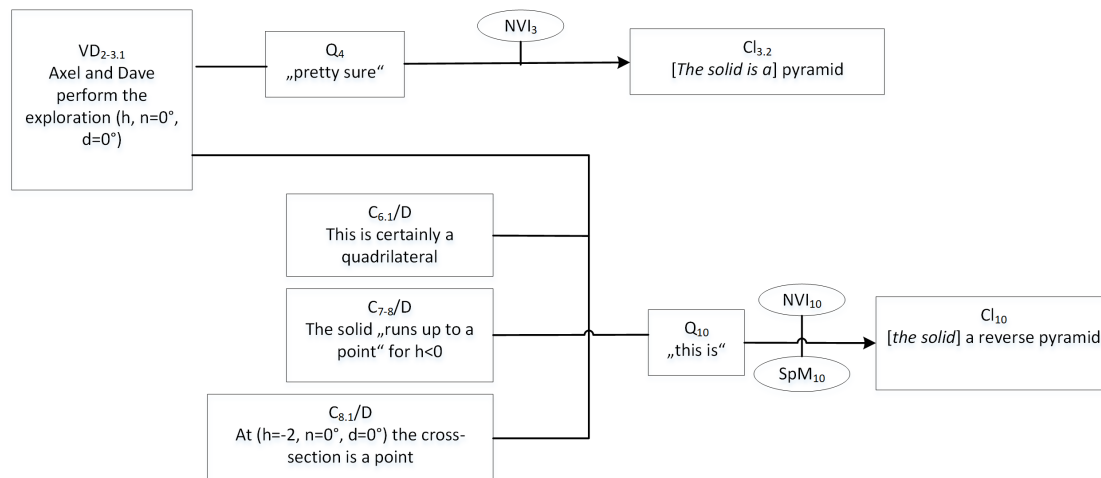 VD2-3.1
Axel and Dave
perform the
exploration (h, n=0°,
d=0°)
Q4
„pretty sure“
NVI3
Cl3.2
[The solid is a] pyramid
C6.1/D
This is certainly a
quadrilateral
C7-8/D
The solid „runs up to a
point“ for h<0
C8.1/D
At (h=-2, n=0°, d=0°) the cross-
section is a point
Q10
„this is“
NVI10
SpM10
Cl10
[the solid] a reverse pyramid